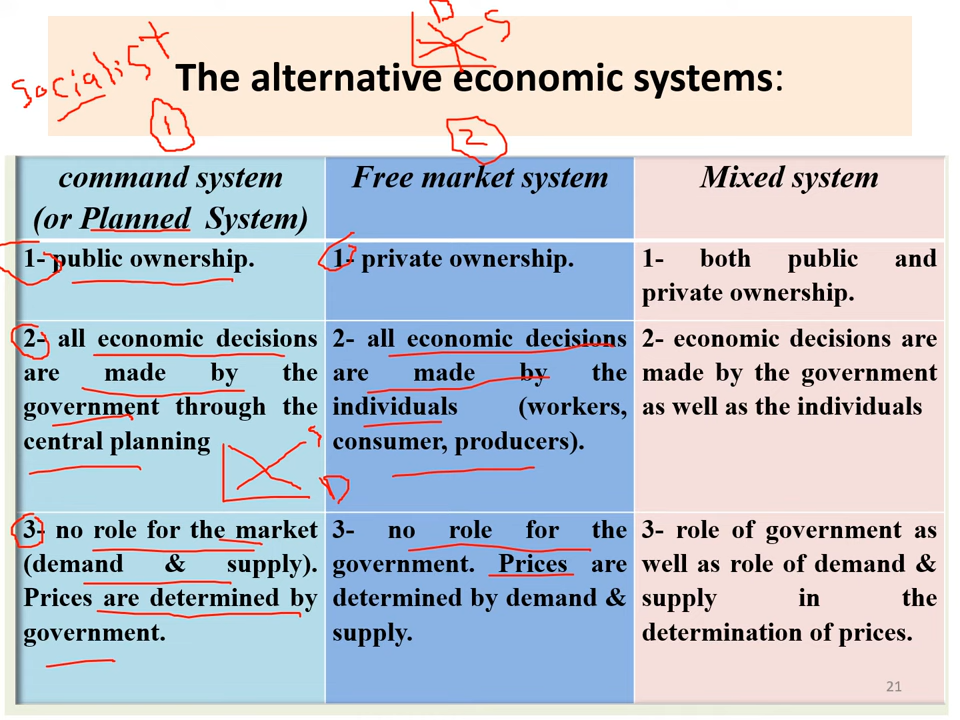 D S
socialist
The alternative economic systems:
1
2
command system
(or Planned System)
Free market system
Mixed system
1- public ownership.
1- private ownership.
1- both public and
private ownership.
2- all economic decisions
are made by the
government through the
central planning
S
D
2- all economic decisions
are made by the
individuals (workers,
consumer, producers).
2- economic decisions are
made by the government
as well as the individuals
3- no role for the market
(demand & supply).
Prices are determined by
government.
3- no role for the
government. Prices are
determined by demand &
supply.
3- role of government as
well as role of demand &
supply in the
determination of prices.
21